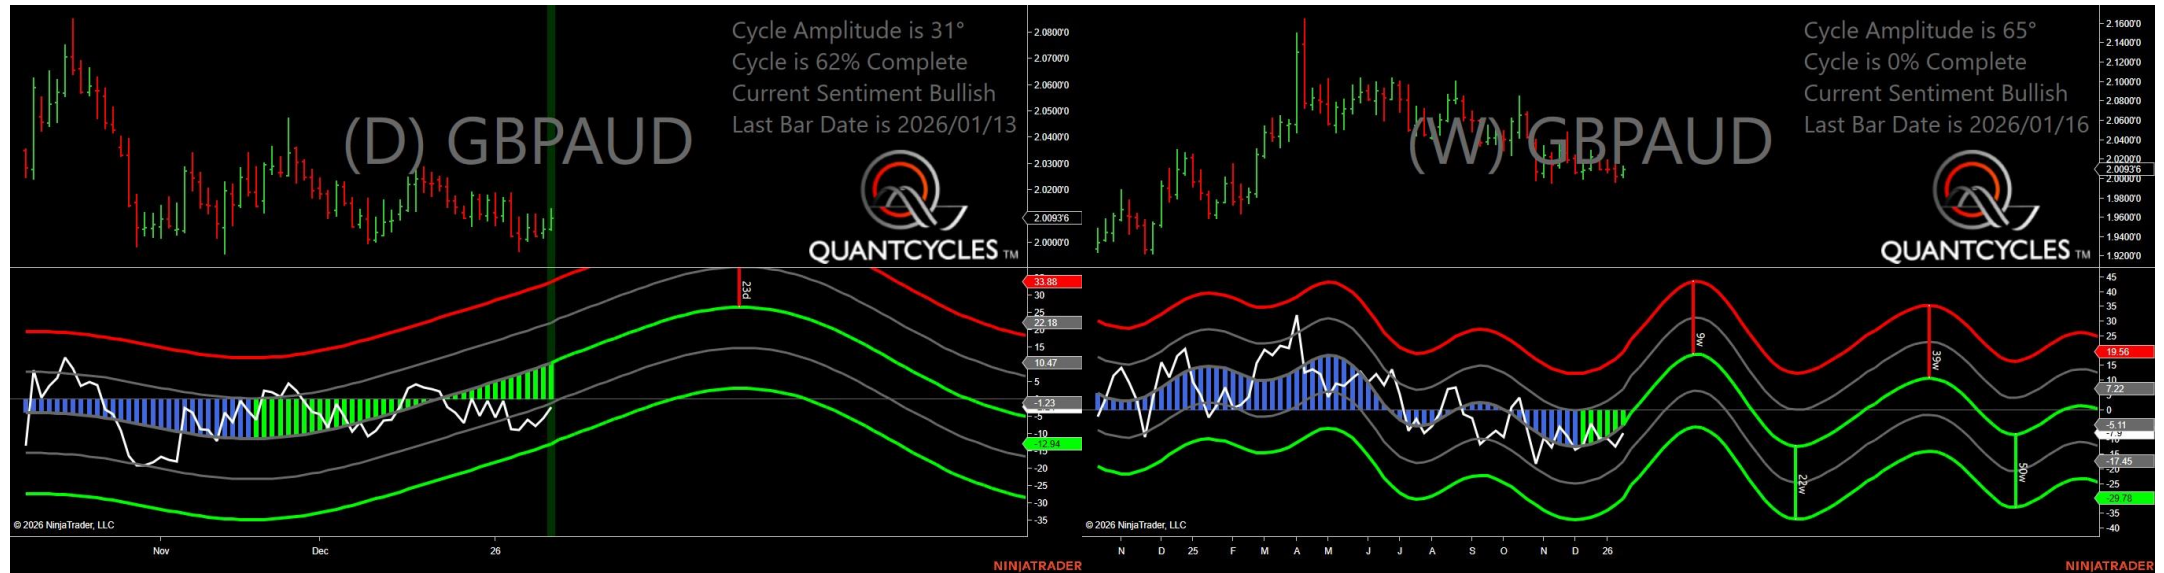 Cycle Amplitude is 31°
Cycle is 62% Complete
Current Sentiment Bullish
Last Bar Date is 2026/01/13
(D) GBPAUD
QUANTCYCLES TM
2.0800'0
2.0700'0
2.0600'0
2.0500'0
2.0400'0
2.0300'0
2.0200'0
2.0093'6
2.0000'0
23d
33.88
30
25
22.18
20
15
10.47
5
-1.23
-5
-10
-12.94
-15
-20
-25
-30
-35
© 2026 NinjaTrader, LLC
Nov
Dec
26
NINJATRADER
Cycle Amplitude is 65°
Cycle is 0% Complete
Current Sentiment Bullish
Last Bar Date is 2026/01/16
(W) GBPAUD
QUANTCYCLES TM
2.1600'0
2.1400'0
2.1200'0
2.1000'0
2.0800'0
2.0600'0
2.0400'0
2.0200'0
2.0093'6
2.0000'0
1.9800'0
1.9600'0
1.9400'0
1.9200'0
9w
39w
22w
50w
45
40
35
30
25
19.56
15
10
7.22
5
0
-5.11
-7.9
-17.45
-20
-25
-29.78
-35
-40
© 2026 NinjaTrader, LLC
N D 25 F M A M J J A S O N D 26
NINJATRADER